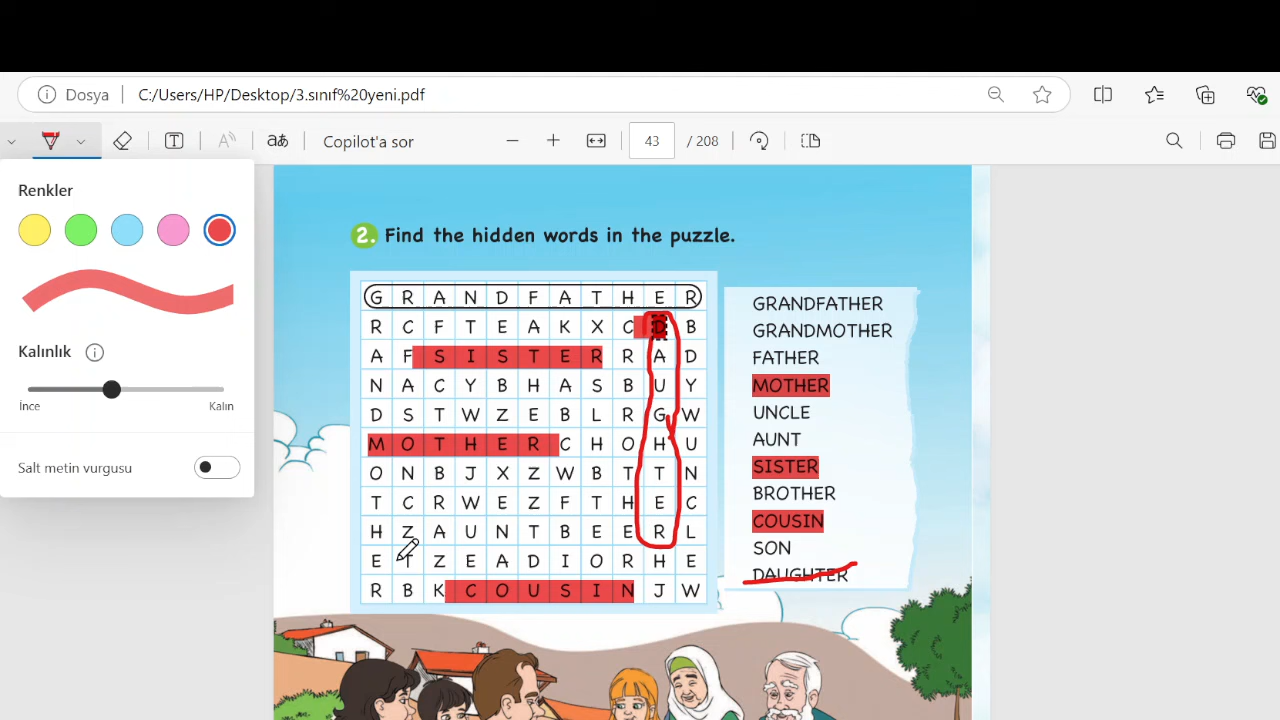 Dosya C:/Users/HP/Desktop/3.sınıf%20yeni.pdf
aあ Copilot'a sor 43 / 208
Renkler
Kalınlık
İnce Kalın
Salt metin vurgusu
2. Find the hidden words in the puzzle.
G R A N D F A T H E R
R C F T E A K X C D B
A F S I S T E R R A D
N A C Y B H A S B U Y
D S T W Z E B L R G W
M O T H E R C H O H U
O N B J X Z W B T T N
T C R W E Z F T H E C
H Z A U N T B E E R L
E T Z E A D I O R H E
R B K C O U S I N J W
GRANDFATHER
GRANDMOTHER
FATHER
MOTHER
UNCLE
AUNT
SISTER
BROTHER
COUSIN
SON
DAUGHTER